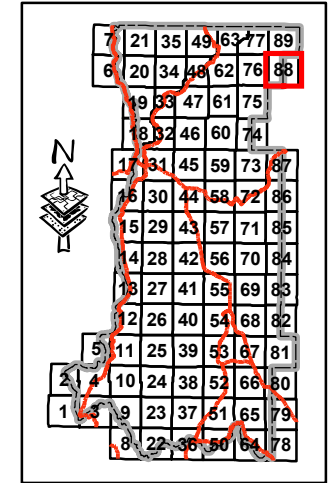 7 21 35 49 63 77 89
6 20 34 48 62 76 88
19 33 47 61 75
18 32 46 60 74
17 31 45 59 73 87
N
16 30 44 58 72 86
15 29 43 57 71 85
14 28 42 56 70 84
13 27 41 55 69 83
12 26 40 54 68 82
5 11 25 39 53 67 81
2 4 10 24 38 52 66 80
1 3 9 23 37 51 65 79
8 22 36 50 64 78